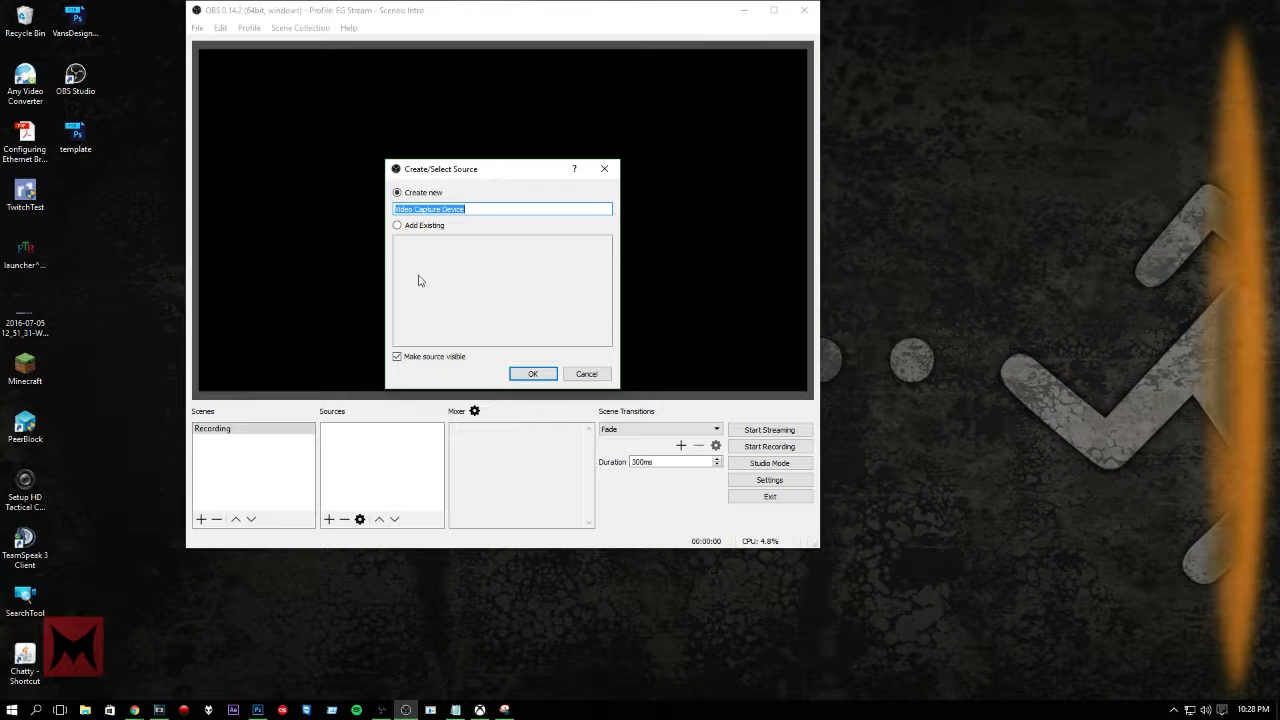 OBS 0.14.2 (64bit, windows) - Profile: EG Stream - Scenes: Intro
File Edit Profile Scene Collection Help
Create/Select Source ?
Create new
Video Capture Device
Add Existing
Make source visible
OK Cancel
Scenes Sources Mixer Scene Transitions
Recording Fade Start Streaming
Start Recording
Duration 300ms Studio Mode
Settings
Exit
00:00:00 CPU: 4.8%
Recycle Bin VansDesign...
Any Video
Converter
OBS Studio
Configuring
Ethernet Br...
template
TwitchTest
launcher^...
2016-07-05
12_51_31-W...
Minecraft
PeerBlock
Setup HD
Tactical C...
TeamSpeak 3
Client
SearchTool
Chatty -
Shortcut
10:28 PM